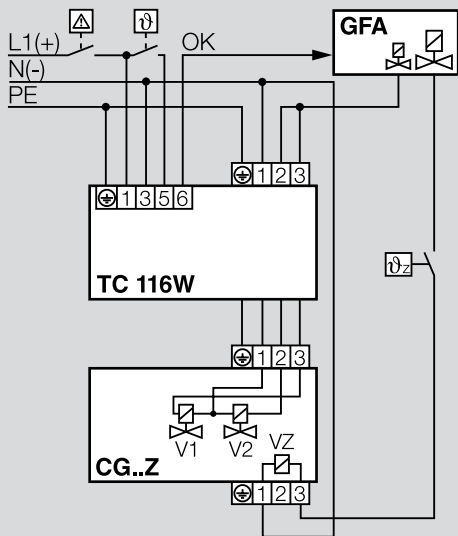 ⚠ ϑ
L1(+) OK GFA
N(-)
PE
⏚ 1 2 3
⏚ 1 3 5 6
TC 116W
ϑz
⏚ 1 2 3
V1 V2 VZ
CG..Z
⏚ 1 2 3